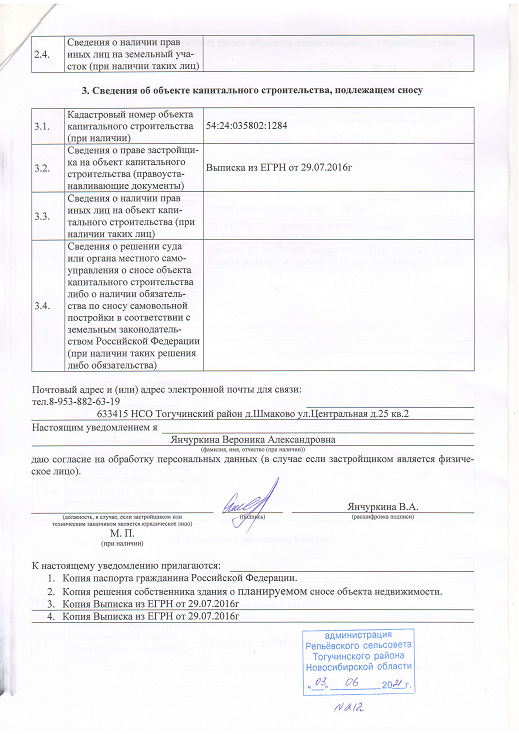 2.4.
Сведения о наличии прав
иных лиц на земельный уча-
сток (при наличии таких лиц)
3. Сведения об объекте капитального строительства, подлежащем сносу
3.1.
Кадастровый номер объекта
капитального строительства
(при наличии)
54:24:035802:1284
3.2.
Сведения о праве застройщи-
ка на объект капитального
строительства (правоуста-
навливающие документы)
Выписка из ЕГРН от 29.07.2016г
3.3.
Сведения о наличии прав
иных лиц на объект капи-
тального строительства (при
наличии таких лиц)
3.4.
Сведения о решении суда
или органа местного само-
управления о сносе объекта
капитального строительства
либо о наличии обязатель-
ства по сносу самовольной
постройки в соответствии с
земельным законодатель-
ством Российской Федерации
(при наличии таких решения
либо обязательства)
Почтовый адрес и (или) адрес электронной почты для связи:
тел.8-953-882-63-19
633415 НСО Тогучинский район д.Шмаково ул.Центральная д.25 кв.2
Настоящим уведомлением я
Янчуркина Вероника Александровна
(фамилия, имя, отчество (при наличии))
даю согласие на обработку персональных данных (в случае если застройщиком является физиче-
ское лицо).
Янчуркина В.А.
(должность, в случае, если застройщиком или
техническим заказчиком является юридическое лицо)
(подпись)
(расшифровка подписи)
М. П.
(при наличии)
К настоящему уведомлению прилагаются:
1. Копия паспорта гражданина Российской Федерации.
2. Копия решения собственника здания о планируемом сносе объекта недвижимости.
3. Копия Выписка из ЕГРН от 29.07.2016г
4. Копия Выписка из ЕГРН от 29.07.2016г
администрация
Репьёвского сельсовета
Тогучинского района
Новосибирской области
"03" 06 2021г.
N212